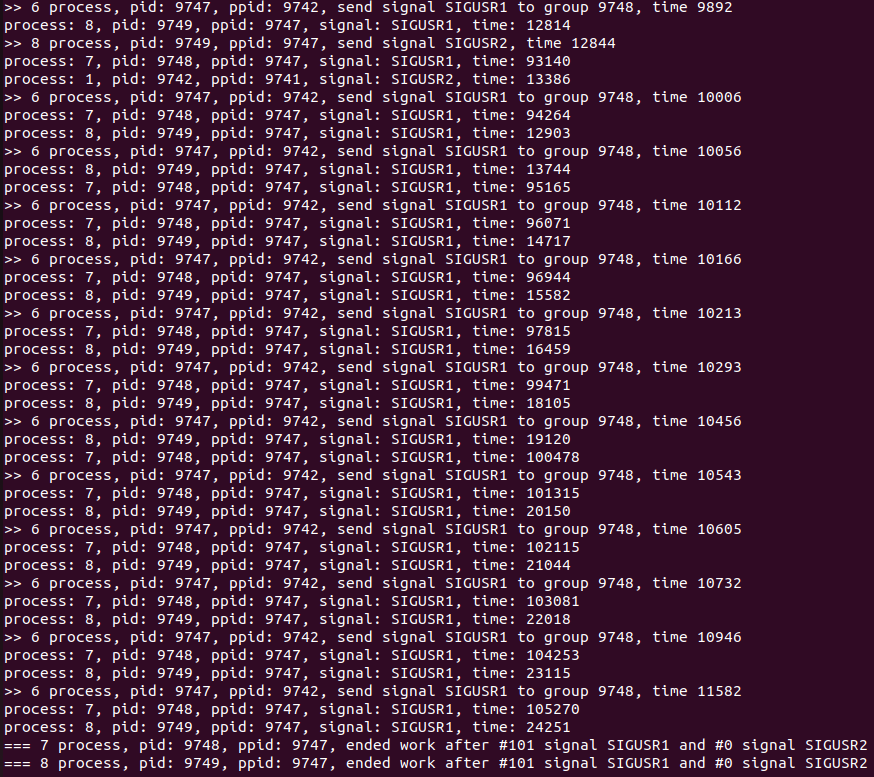 >> 6 process, pid: 9747, ppid: 9742, send signal SIGUSR1 to group 9748, time 9892
process: 8, pid: 9749, ppid: 9747, signal: SIGUSR1, time: 12814
>> 8 process, pid: 9749, ppid: 9747, send signal SIGUSR2, time 12844
process: 7, pid: 9748, ppid: 9747, signal: SIGUSR1, time: 93140
process: 1, pid: 9742, ppid: 9741, signal: SIGUSR2, time: 13386
>> 6 process, pid: 9747, ppid: 9742, send signal SIGUSR1 to group 9748, time 10006
process: 7, pid: 9748, ppid: 9747, signal: SIGUSR1, time: 94264
process: 8, pid: 9749, ppid: 9747, signal: SIGUSR1, time: 12903
>> 6 process, pid: 9747, ppid: 9742, send signal SIGUSR1 to group 9748, time 10056
process: 8, pid: 9749, ppid: 9747, signal: SIGUSR1, time: 13744
process: 7, pid: 9748, ppid: 9747, signal: SIGUSR1, time: 95165
>> 6 process, pid: 9747, ppid: 9742, send signal SIGUSR1 to group 9748, time 10112
process: 7, pid: 9748, ppid: 9747, signal: SIGUSR1, time: 96071
process: 8, pid: 9749, ppid: 9747, signal: SIGUSR1, time: 14717
>> 6 process, pid: 9747, ppid: 9742, send signal SIGUSR1 to group 9748, time 10166
process: 7, pid: 9748, ppid: 9747, signal: SIGUSR1, time: 96944
process: 8, pid: 9749, ppid: 9747, signal: SIGUSR1, time: 15582
>> 6 process, pid: 9747, ppid: 9742, send signal SIGUSR1 to group 9748, time 10213
process: 7, pid: 9748, ppid: 9747, signal: SIGUSR1, time: 97815
process: 8, pid: 9749, ppid: 9747, signal: SIGUSR1, time: 16459
>> 6 process, pid: 9747, ppid: 9742, send signal SIGUSR1 to group 9748, time 10293
process: 7, pid: 9748, ppid: 9747, signal: SIGUSR1, time: 99471
process: 8, pid: 9749, ppid: 9747, signal: SIGUSR1, time: 18105
>> 6 process, pid: 9747, ppid: 9742, send signal SIGUSR1 to group 9748, time 10456
process: 8, pid: 9749, ppid: 9747, signal: SIGUSR1, time: 19120
process: 7, pid: 9748, ppid: 9747, signal: SIGUSR1, time: 100478
>> 6 process, pid: 9747, ppid: 9742, send signal SIGUSR1 to group 9748, time 10543
process: 7, pid: 9748, ppid: 9747, signal: SIGUSR1, time: 101315
process: 8, pid: 9749, ppid: 9747, signal: SIGUSR1, time: 20150
>> 6 process, pid: 9747, ppid: 9742, send signal SIGUSR1 to group 9748, time 10605
process: 7, pid: 9748, ppid: 9747, signal: SIGUSR1, time: 102115
process: 8, pid: 9749, ppid: 9747, signal: SIGUSR1, time: 21044
>> 6 process, pid: 9747, ppid: 9742, send signal SIGUSR1 to group 9748, time 10732
process: 7, pid: 9748, ppid: 9747, signal: SIGUSR1, time: 103081
process: 8, pid: 9749, ppid: 9747, signal: SIGUSR1, time: 22018
>> 6 process, pid: 9747, ppid: 9742, send signal SIGUSR1 to group 9748, time 10946
process: 7, pid: 9748, ppid: 9747, signal: SIGUSR1, time: 104253
process: 8, pid: 9749, ppid: 9747, signal: SIGUSR1, time: 23115
>> 6 process, pid: 9747, ppid: 9742, send signal SIGUSR1 to group 9748, time 11582
process: 7, pid: 9748, ppid: 9747, signal: SIGUSR1, time: 105270
process: 8, pid: 9749, ppid: 9747, signal: SIGUSR1, time: 24251
=== 7 process, pid: 9748, ppid: 9747, ended work after #101 signal SIGUSR1 and #0 signal SIGUSR2
=== 8 process, pid: 9749, ppid: 9747, ended work after #101 signal SIGUSR1 and #0 signal SIGUSR2